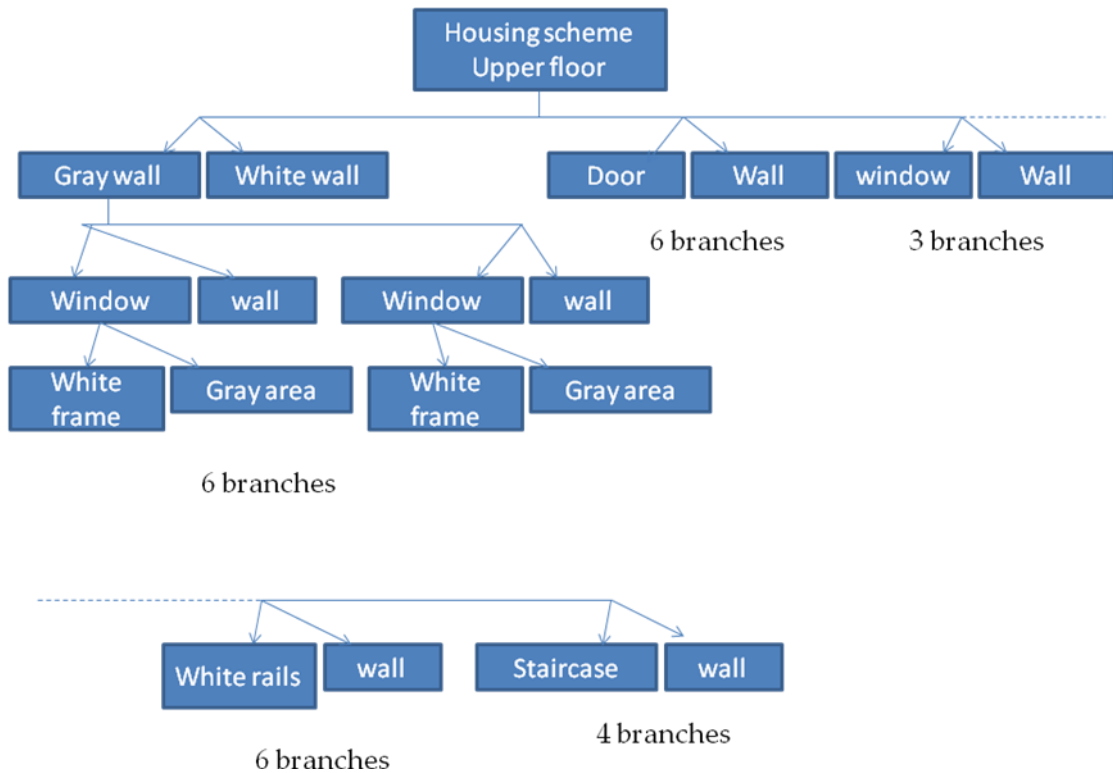 Housing scheme
Upper floor
Gray wall
White wall
Door
Wall
window
Wall
6 branches
3 branches
Window
wall
Window
wall
White
frame
Gray area
White
frame
Gray area
6 branches
White rails
wall
Staircase
wall
6 branches
4 branches